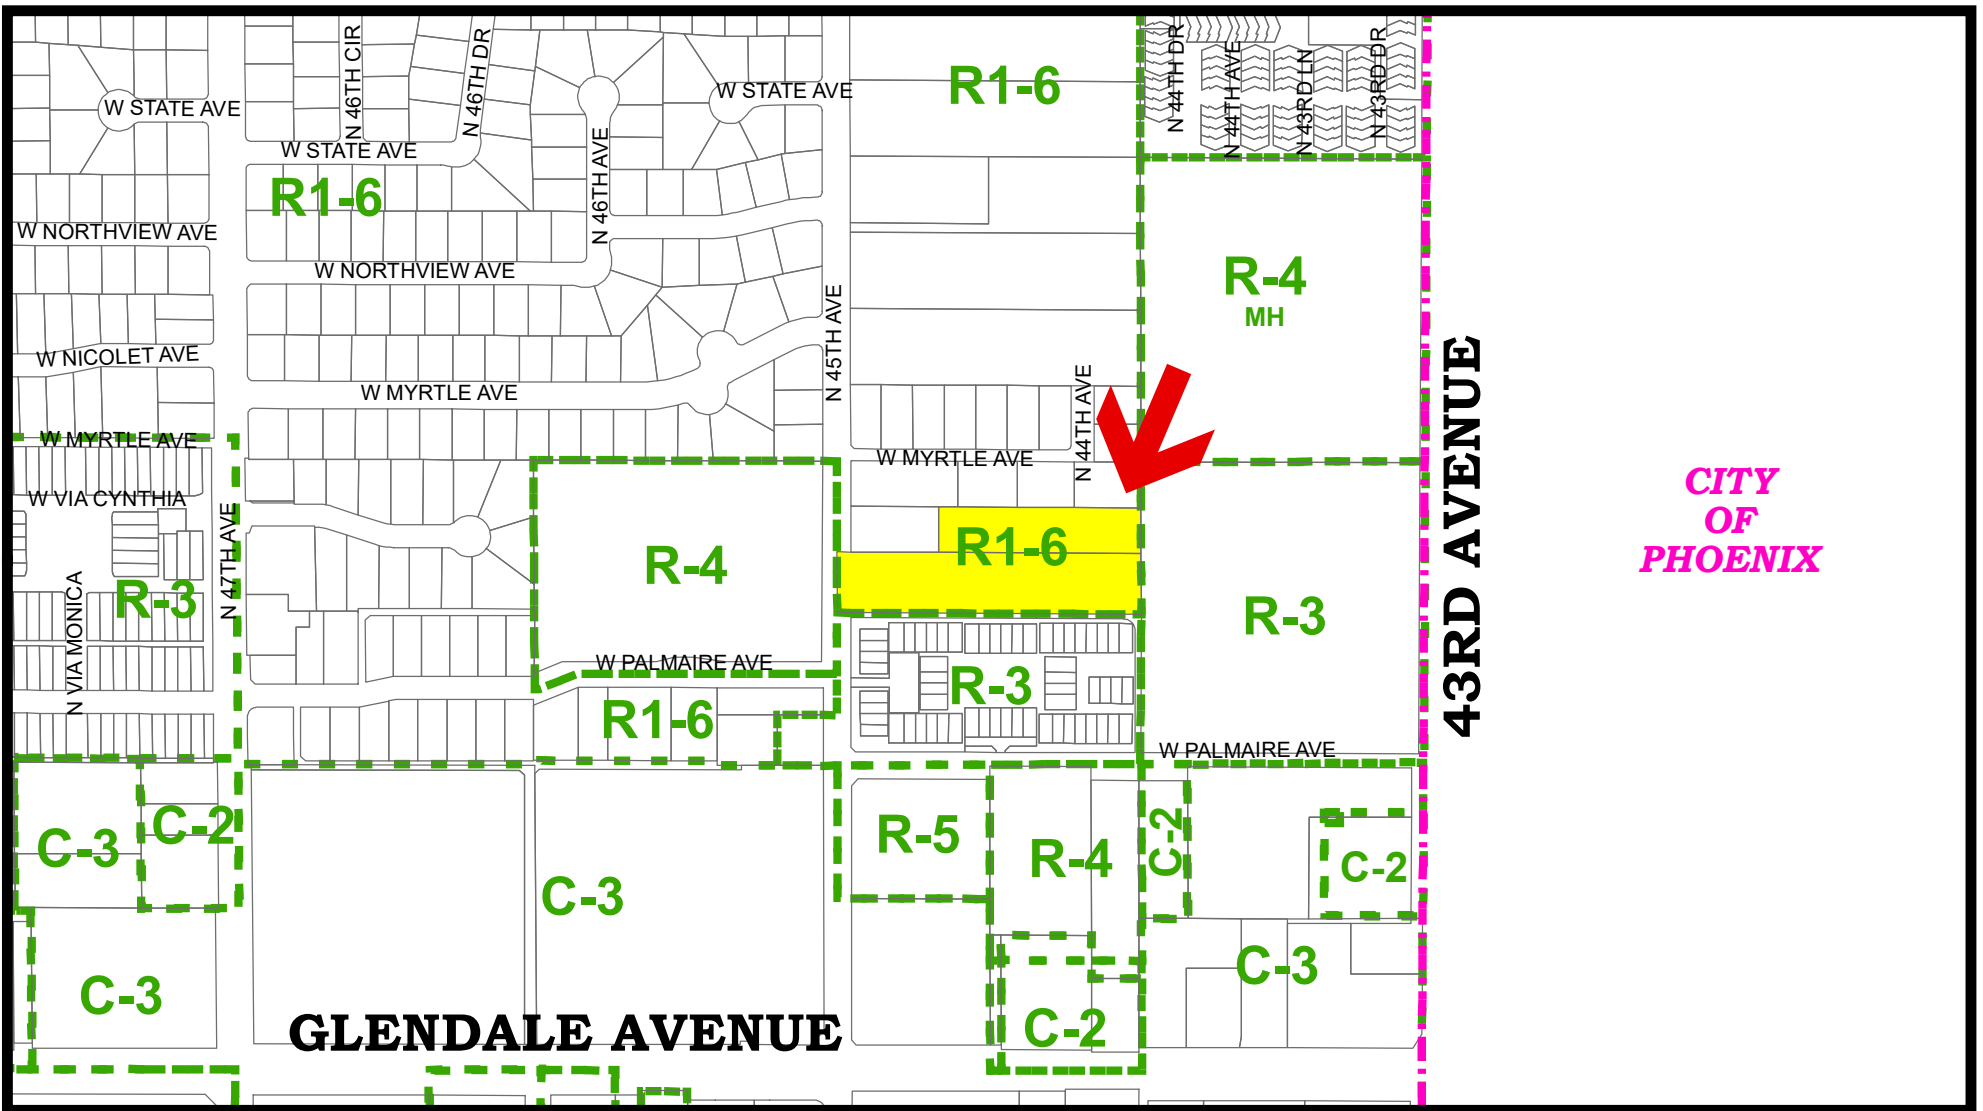 N 46TH CIR
N 46TH DR
N 44TH DR
N 44TH AVE
N 43RD LN
N 43RD DR
W STATE AVE
W STATE AVE
R1-6
W STATE AVE
N 46TH AVE
R1-6
W NORTHVIEW AVE
W NORTHVIEW AVE
R-4
MH
N 45TH AVE
W NICOLET AVE
W MYRTLE AVE
N 44TH AVE
43RD AVENUE
W MYRTLE AVE
W MYRTLE AVE
CITY
OF
PHOENIX
W VIA CYNTHIA
N 47TH AVE
R1-6
R-4
R-3
N VIA MONICA
R-3
W PALMAIRE AVE
R-3
R1-6
W PALMAIRE AVE
C-3
C-2
R-5
R-4
C-2
C-2
C-3
C-3
C-3
GLENDALE AVENUE
C-2